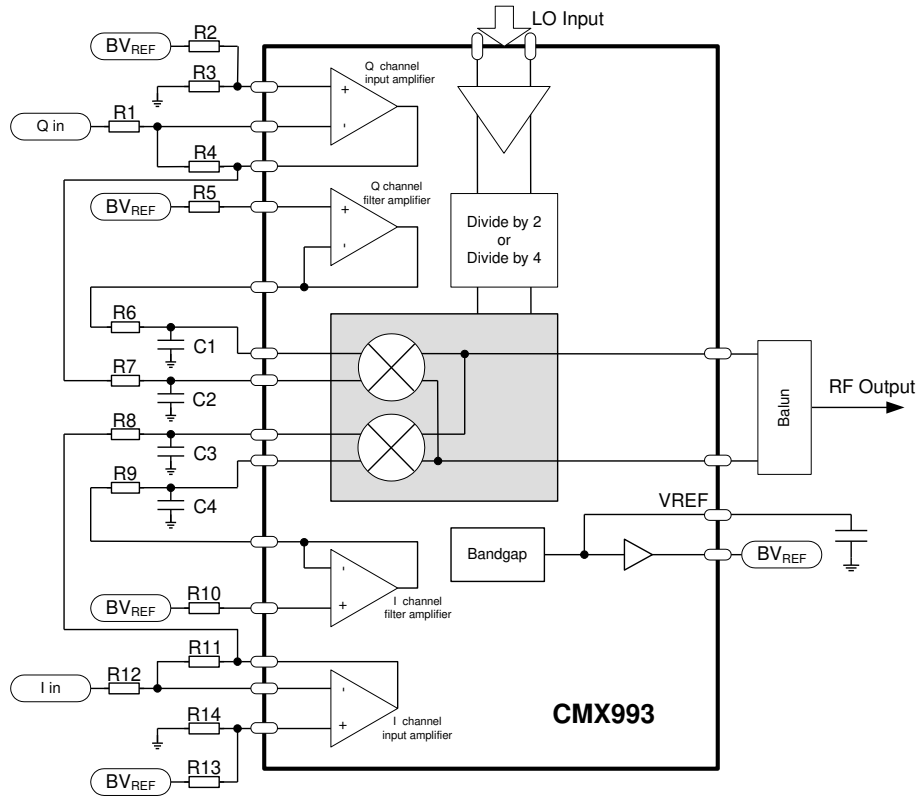 LO Input
R2
BVREF
R3
Q channel
input amplifier
+
-
R1
Q in
R4
Q channel
filter amplifier
R5
BVREF
+
-
Divide by 2
or
Divide by 4
R6
C1
R7
C2
R8
C3
R9
C4
Balun
RF Output
VREF
Bandgap
BVREF
-
+
I channel
filter amplifier
R10
BVREF
R11
R12
I in
-
+
I channel
input amplifier
R14
R13
BVREF
CMX993